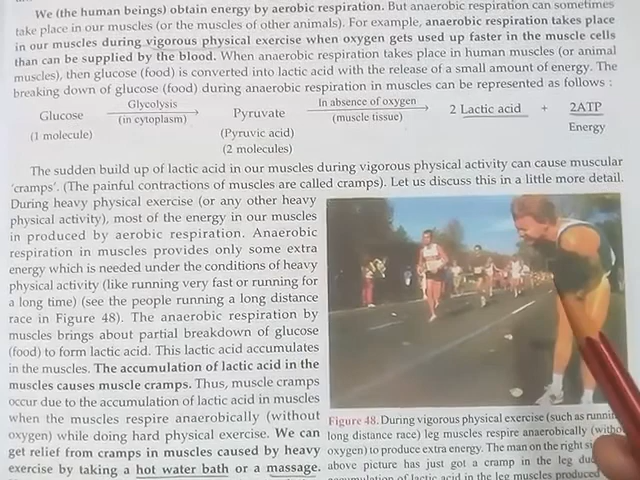 We (the human beings) obtain energy by aerobic respiration. But anaerobic respiration can sometimes
take place in our muscles (or the muscles of other animals). For example, anaerobic respiration takes place
in our muscles during vigorous physical exercise when oxygen gets used up faster in the muscle cells
than can be supplied by the blood. When anaerobic respiration takes place in human muscles (or animal
muscles), then glucose (food) is converted into lactic acid with the release of a small amount of energy. The
breaking down of glucose (food) during anaerobic respiration in muscles can be represented as follows :
Glucose Glycolysis Pyruvate In absence of oxygen 2 Lactic acid + 2ATP
(in cytoplasm) (muscle tissue)
(1 molecule) (Pyruvic acid) Energy
(2 molecules)
The sudden build up of lactic acid in our muscles during vigorous physical activity can cause muscular
'cramps'. (The painful contractions of muscles are called cramps). Let us discuss this in a little more detail.
During heavy physical exercise (or any other heavy
physical activity), most of the energy in our muscles
in produced by aerobic respiration. Anaerobic
respiration in muscles provides only some extra
energy which is needed under the conditions of heavy
physical activity (like running very fast or running for
a long time) (see the people running a long distance
race in Figure 48). The anaerobic respiration by
muscles brings about partial breakdown of glucose
(food) to form lactic acid. This lactic acid accumulates
in the muscles. The accumulation of lactic acid in the
muscles causes muscle cramps. Thus, muscle cramps
occur due to the accumulation of lactic acid in muscles
when the muscles respire anaerobically (without
oxygen) while doing hard physical exercise. We can
get relief from cramps in muscles caused by heavy
exercise by taking a hot water bath or a massage.
Figure 48. During vigorous physical exercise (such as
long distance race) leg muscles respire anaerobically
oxygen) to produce extra energy. The man on the right
above picture has just got a cramp in the leg
accumulation of lactic acid in the leg muscles produced